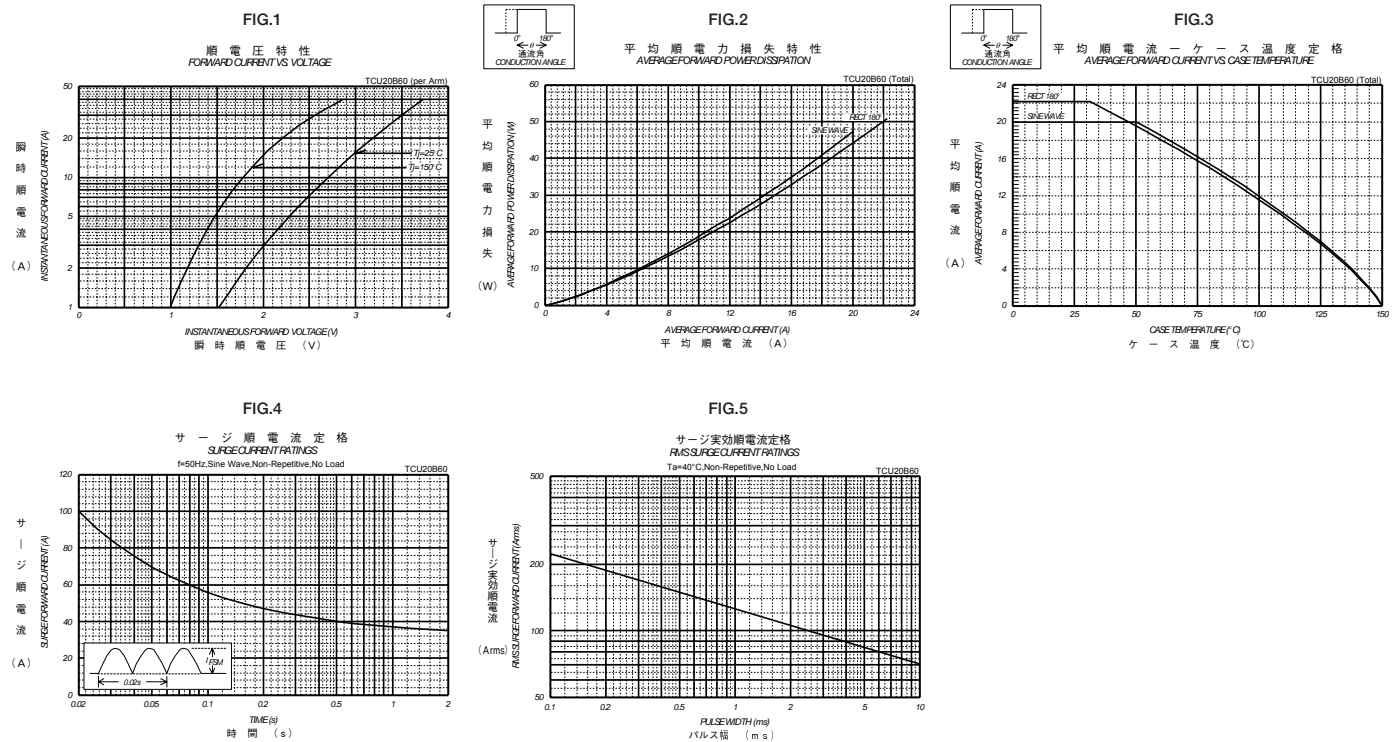 FIG.1
順電圧特性
FORWARD CURRENT VS. VOLTAGE
TCU20B60 (per Arm)
50
20
10
5
2
1
瞬時順電流
(A)
INSTANTANEOUS FORWARD CURRENT (A)
Tj=25°C
Tj=150°C
0
1
2
3
4
INSTANTANEOUS FORWARD VOLTAGE (V)
瞬時順電圧 (V)
0° 180°
θ
通流角
CONDUCTION ANGLE
FIG.2
平均順電力損失特性
AVERAGE FORWARD POWER DISSIPATION
TCU20B60 (Total)
60
50
40
30
20
10
0
平均順電力損失
(W)
AVERAGE FORWARD POWER DISSIPATION (W)
RECT 180°
SINE WAVE
0
4
8
12
16
20
24
AVERAGE FORWARD CURRENT (A)
平均順電流 (A)
0° 180°
θ
通流角
CONDUCTION ANGLE
FIG.3
平均順電流ーケース温度定格
AVERAGE FORWARD CURRENT VS. CASE TEMPERATURE
TCU20B60 (Total)
24
20
16
12
8
4
0
平均順電流
(A)
AVERAGE FORWARD CURRENT (A)
RECT 180°
SINE WAVE
0
25
50
75
100
125
150
CASE TEMPERATURE (°C)
ケース温度 (℃)
FIG.4
サージ順電流定格
SURGE CURRENT RATINGS
f=50Hz,Sine Wave,Non-Repetitive,No Load
TCU20B60
120
100
80
60
40
20
0
サージ順電流
(A)
SURGE FORWARD CURRENT (A)
I FSM
0.02s
0.02
0.05
0.1
0.2
0.5
1
2
TIME (s)
時間 (s)
FIG.5
サージ実効順電流定格
RMS SURGE CURRENT RATINGS
Ta=40°C,Non-Repetitive,No Load
TCU20B60
500
200
100
50
サージ実効順電流
(Arms)
RMS SURGE FORWARD CURRENT (Arms)
0.1
0.2
0.5
1
2
5
10
PULSE WIDTH (ms)
パルス幅 (ms)